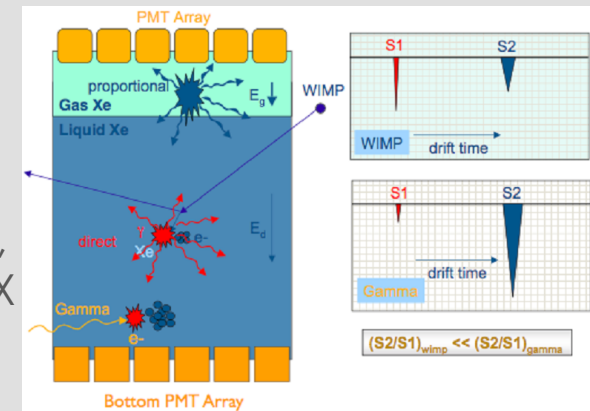 PMT Array
proportional
Gas Xe
Eg
Liquid Xe
WIMP
direct
γ
Xe
e-
Ed
X
Gamma
e-
Bottom PMT Array
S1
S2
WIMP
drift time
S1
S2
drift time
Gamma
(S2/S1)wimp << (S2/S1)gamma